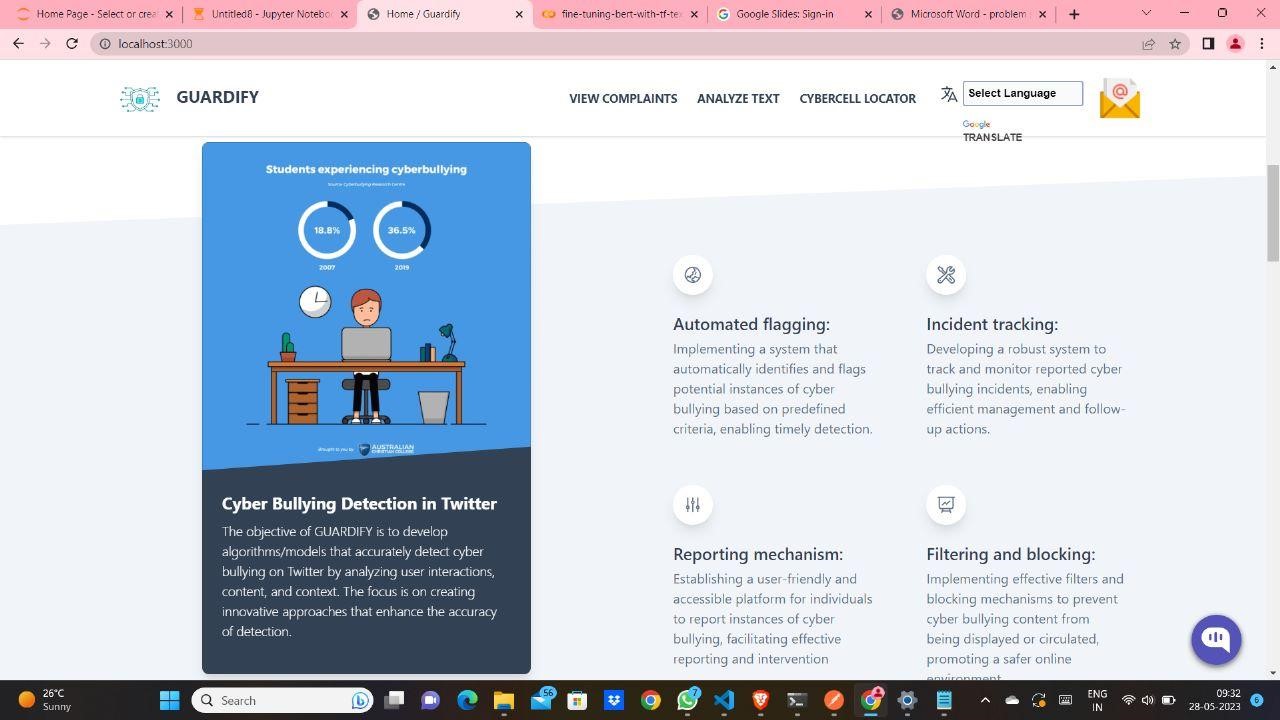 Select or creat
Untitled8 - Jupyter Notebo
Home / Guardify
fine-tuning-bert-with-tf-tex
Google Slides: Sign-in
Microsoft Word - problem
localhost:3000
GUARDIFY
VIEW COMPLAINTS
ANALYZE TEXT
CYBERCELL LOCATOR
Select Language
Google
TRANSLATE
Students experiencing cyberbullying
Source: Cyberbullying Research Centre
18.8%
36.5%
2007
2019
Brought to you by
AUSTRALIAN
CHRISTIAN COLLEGE
Cyber Bullying Detection in Twitter
The objective of GUARDIFY is to develop
algorithms/models that accurately detect cyber
bullying on Twitter by analyzing user interactions,
content, and context. The focus is on creating
innovative approaches that enhance the accuracy
of detection.
Automated flagging:
Implementing a system that
automatically identifies and flags
potential instances of cyber
bullying based on predefined
criteria, enabling timely detection.
Incident tracking:
Developing a robust system to
track and monitor reported cyber
bullying incidents, enabling
efficient management and follow-
up actions.
Reporting mechanism:
Establishing a user-friendly and
accessible platform for individuals
to report instances of cyber
bullying, facilitating effective
reporting and intervention
Filtering and blocking:
Implementing effective filters and
blocking mechanisms to prevent
cyber bullying content from
being displayed or circulated,
promoting a safer online
environment.
26°C
Sunny
Search
56
7
ENG
IN
09:32
28-05-2023
6